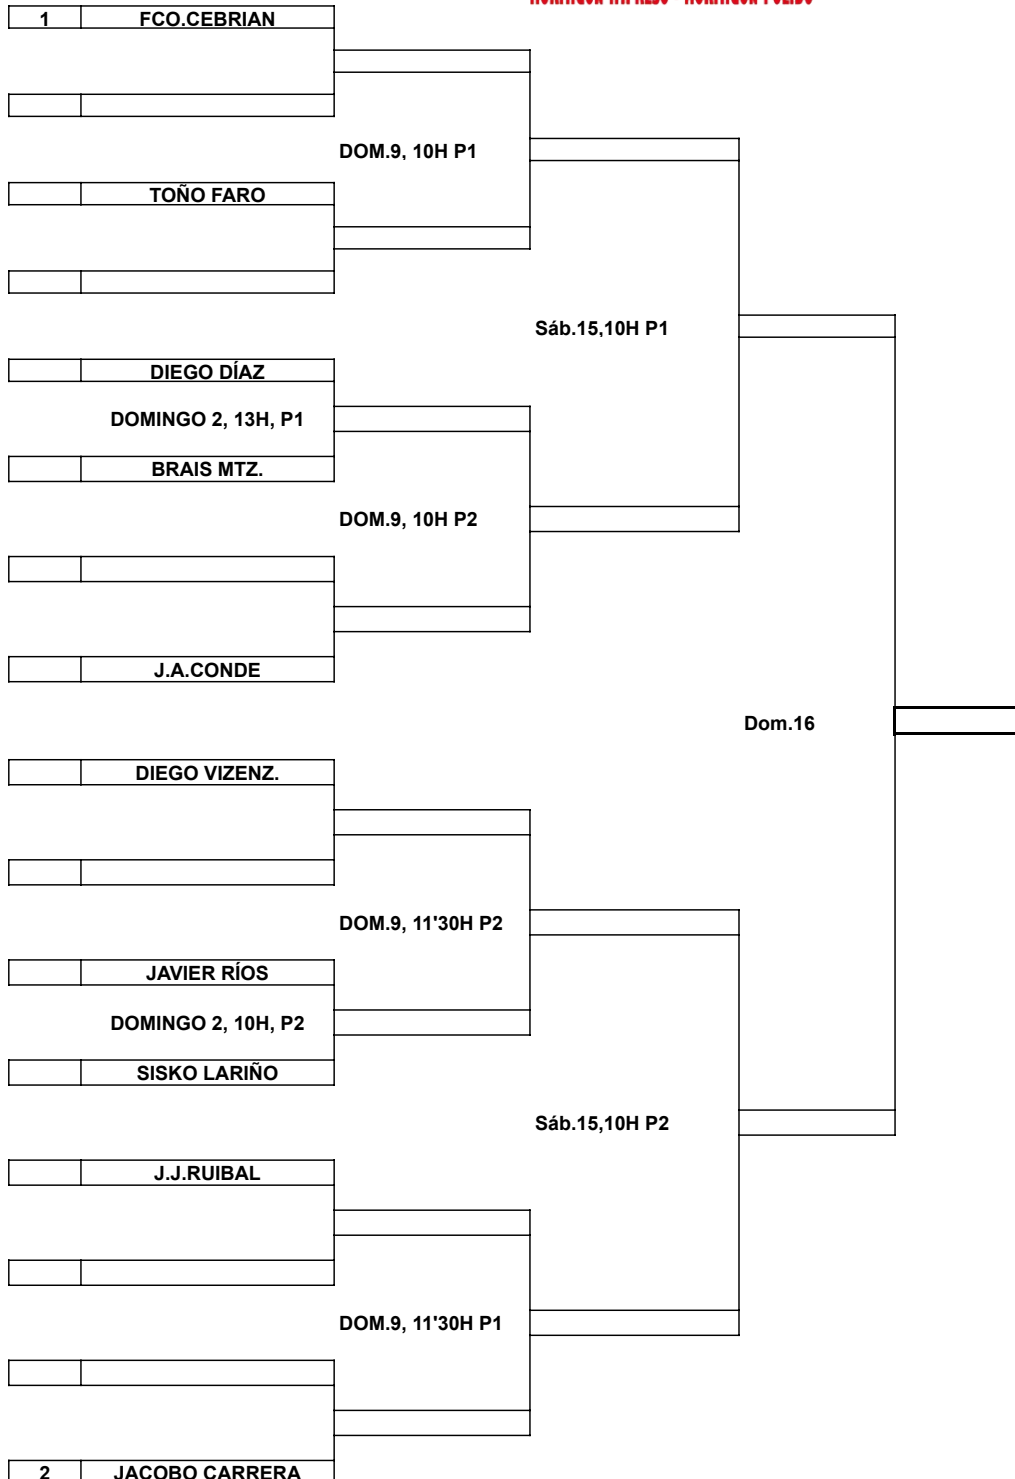 1 FCO.CEBRIAN
DOM.9, 10H P1
TOÑO FARO
Sáb.15,10H P1
DIEGO DÍAZ
DOMINGO 2, 13H, P1
BRAIS MTZ.
DOM.9, 10H P2
J.A.CONDE
Dom.16
DIEGO VIZENZ.
DOM.9, 11'30H P2
JAVIER RÍOS
DOMINGO 2, 10H, P2
SISKO LARIÑO
Sáb.15,10H P2
J.J.RUIBAL
DOM.9, 11'30H P1
2 JACOBO CARRERA